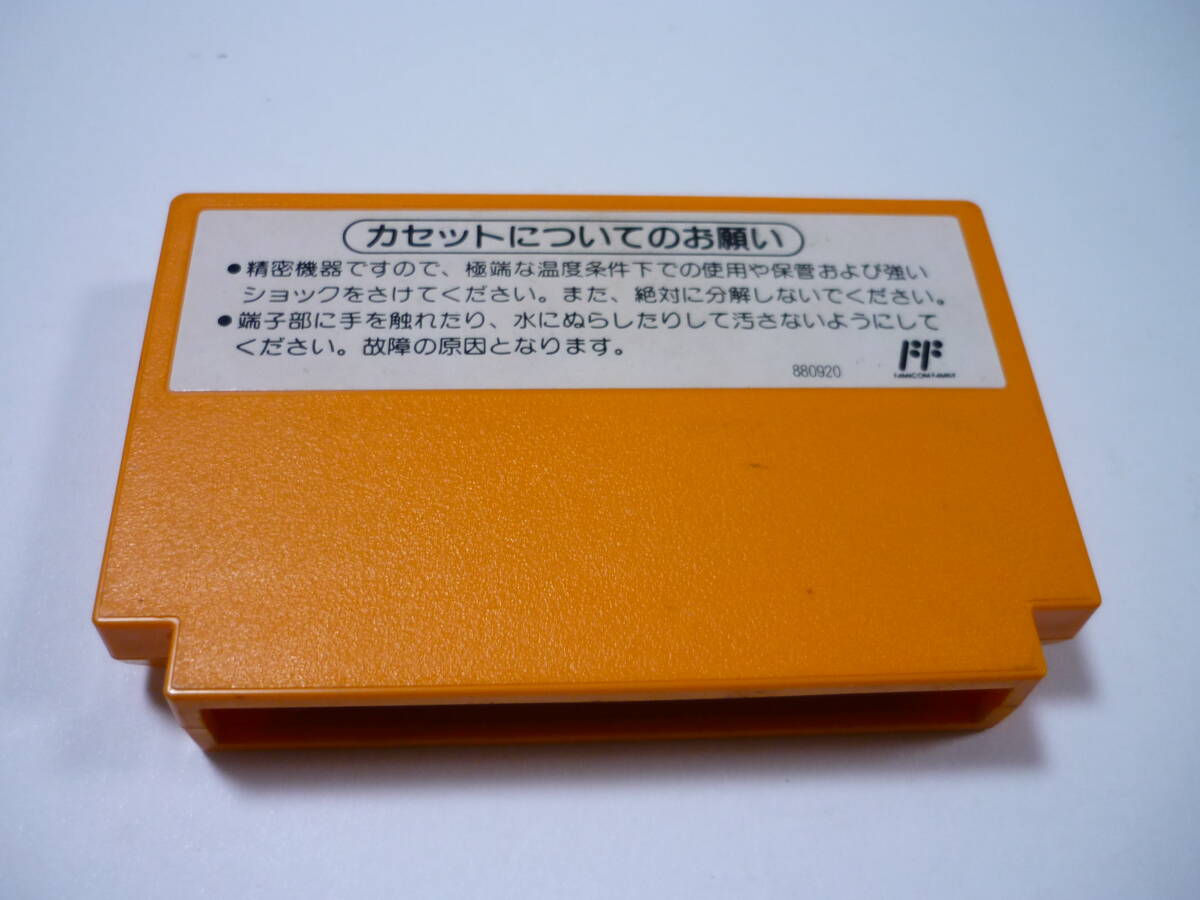 カセットについてのお願い
●精密機器ですので、極端な温度条件下での使用や保管および強い
ショックをさけてください。また、絶対に分解しないでください。
●端子部に手を触れたり、水にぬらしたりして汚さないようにして
ください。故障の原因となります。
880920
FF
FAMICOM FAMILY